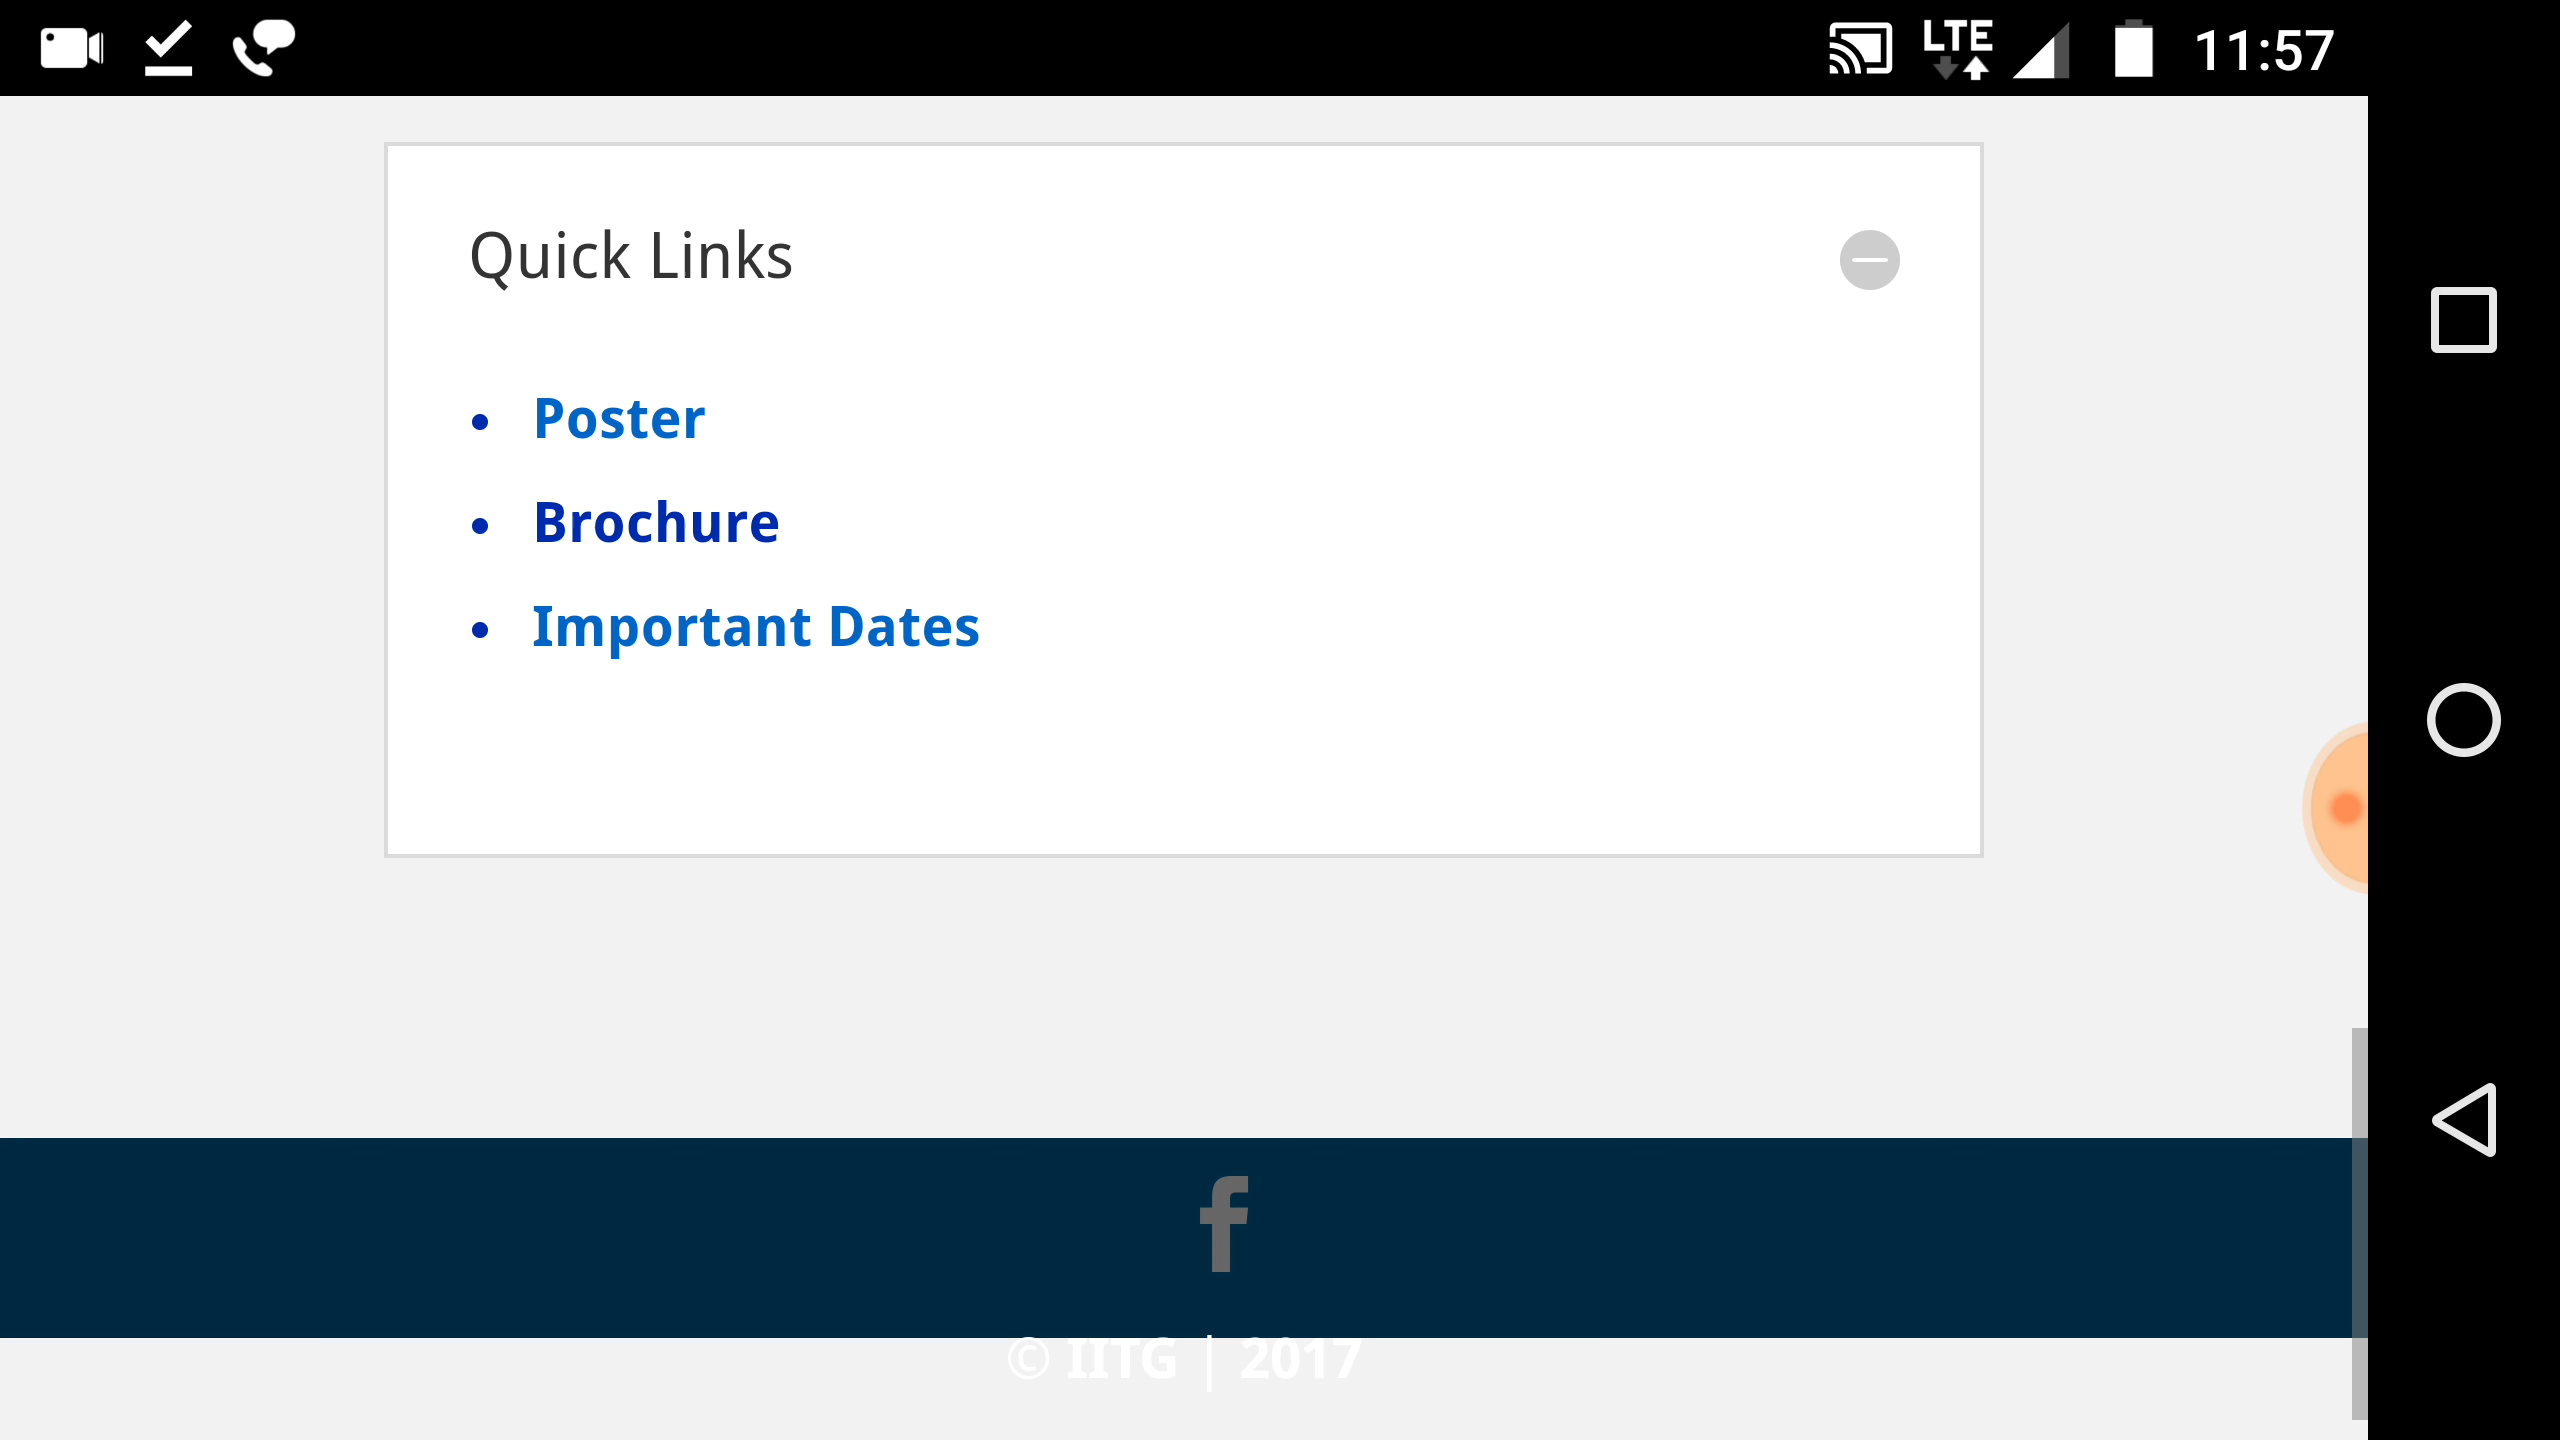 LTE 11:57
Quick Links
• Poster
• Brochure
• Important Dates
f
© IITG | 2017